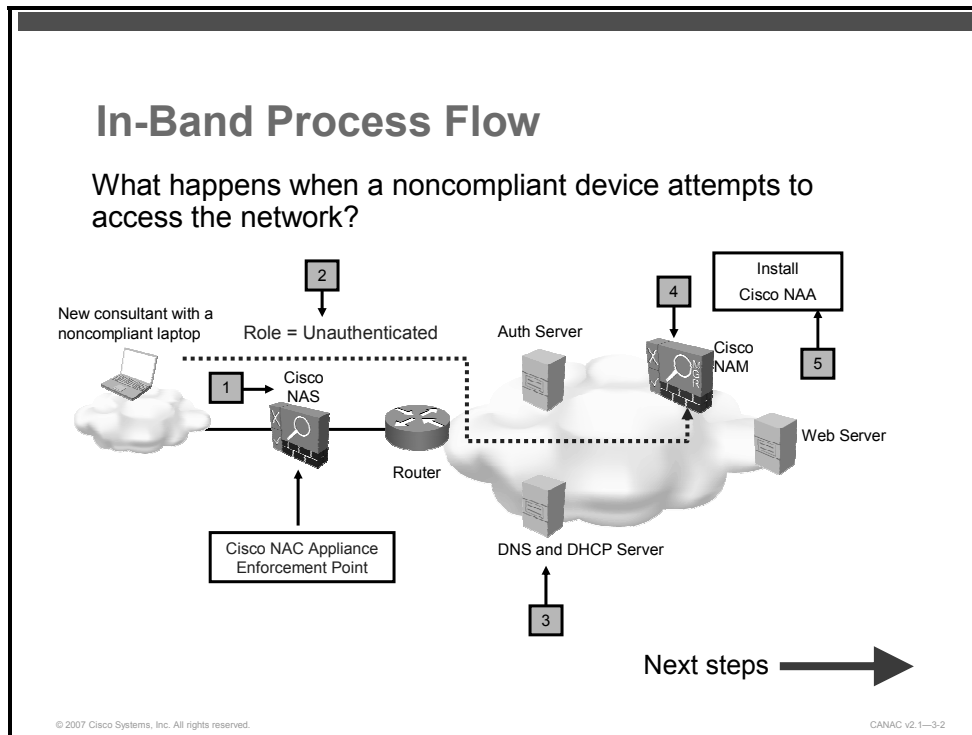 In-Band Process Flow
What happens when a noncompliant device attempts to
access the network?
2
4
Install
Cisco NAA
New consultant with a
noncompliant laptop
Role = Unauthenticated
Auth Server
Cisco
NAM
5
1
Cisco
NAS
MGR
Web Server
Router
Cisco NAC Appliance
Enforcement Point
DNS and DHCP Server
3
Next steps
© 2007 Cisco Systems, Inc. All rights reserved.
CANAC v2.1—3-2